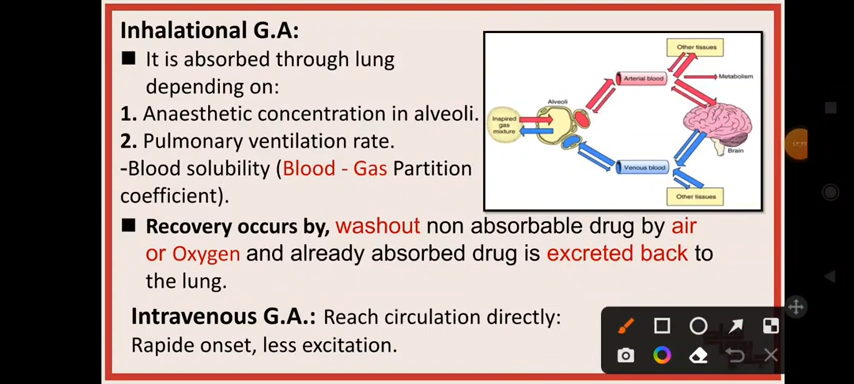 Inhalational G.A:
■ It is absorbed through lung
depending on:
1. Anaesthetic concentration in alveoli.
2. Pulmonary ventilation rate.
-Blood solubility (Blood - Gas Partition
coefficient).
Other tissues
Arterial blood
Metabolism
Alveoli
Inspired
gas
mixture
Brain
Venous blood
Other tissues
■ Recovery occurs by, washout non absorbable drug by air
or Oxygen and already absorbed drug is excreted back to
the lung.
Intravenous G.A.: Reach circulation directly:
Rapide onset, less excitation.